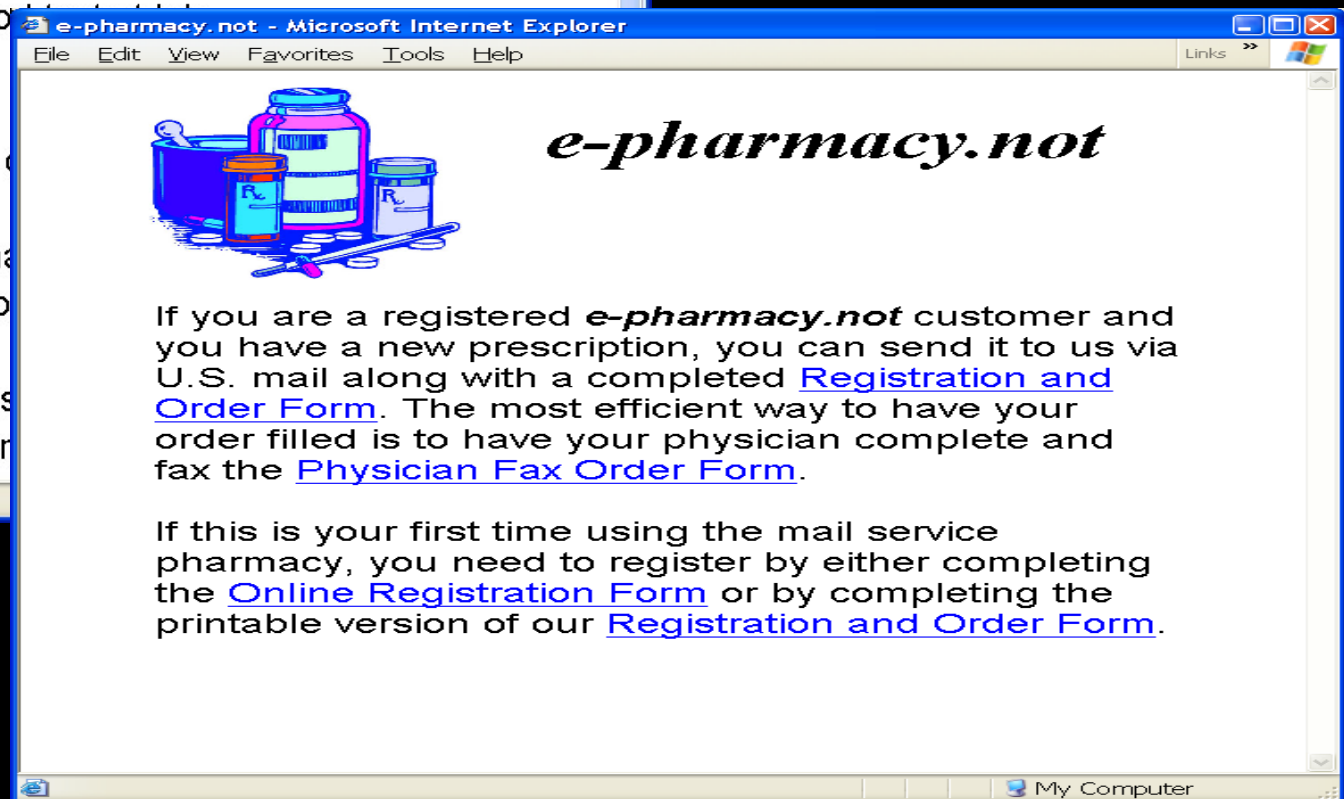 e-pharmacy.not - Microsoft Internet Explorer
File Edit View Favorites Tools Help
Links »
e-pharmacy.not
Rx
Rx
If you are a registered e-pharmacy.not customer and
you have a new prescription, you can send it to us via
U.S. mail along with a completed Registration and
Order Form. The most efficient way to have your
order filled is to have your physician complete and
fax the Physician Fax Order Form.
If this is your first time using the mail service
pharmacy, you need to register by either completing
the Online Registration Form or by completing the
printable version of our Registration and Order Form.
My Computer